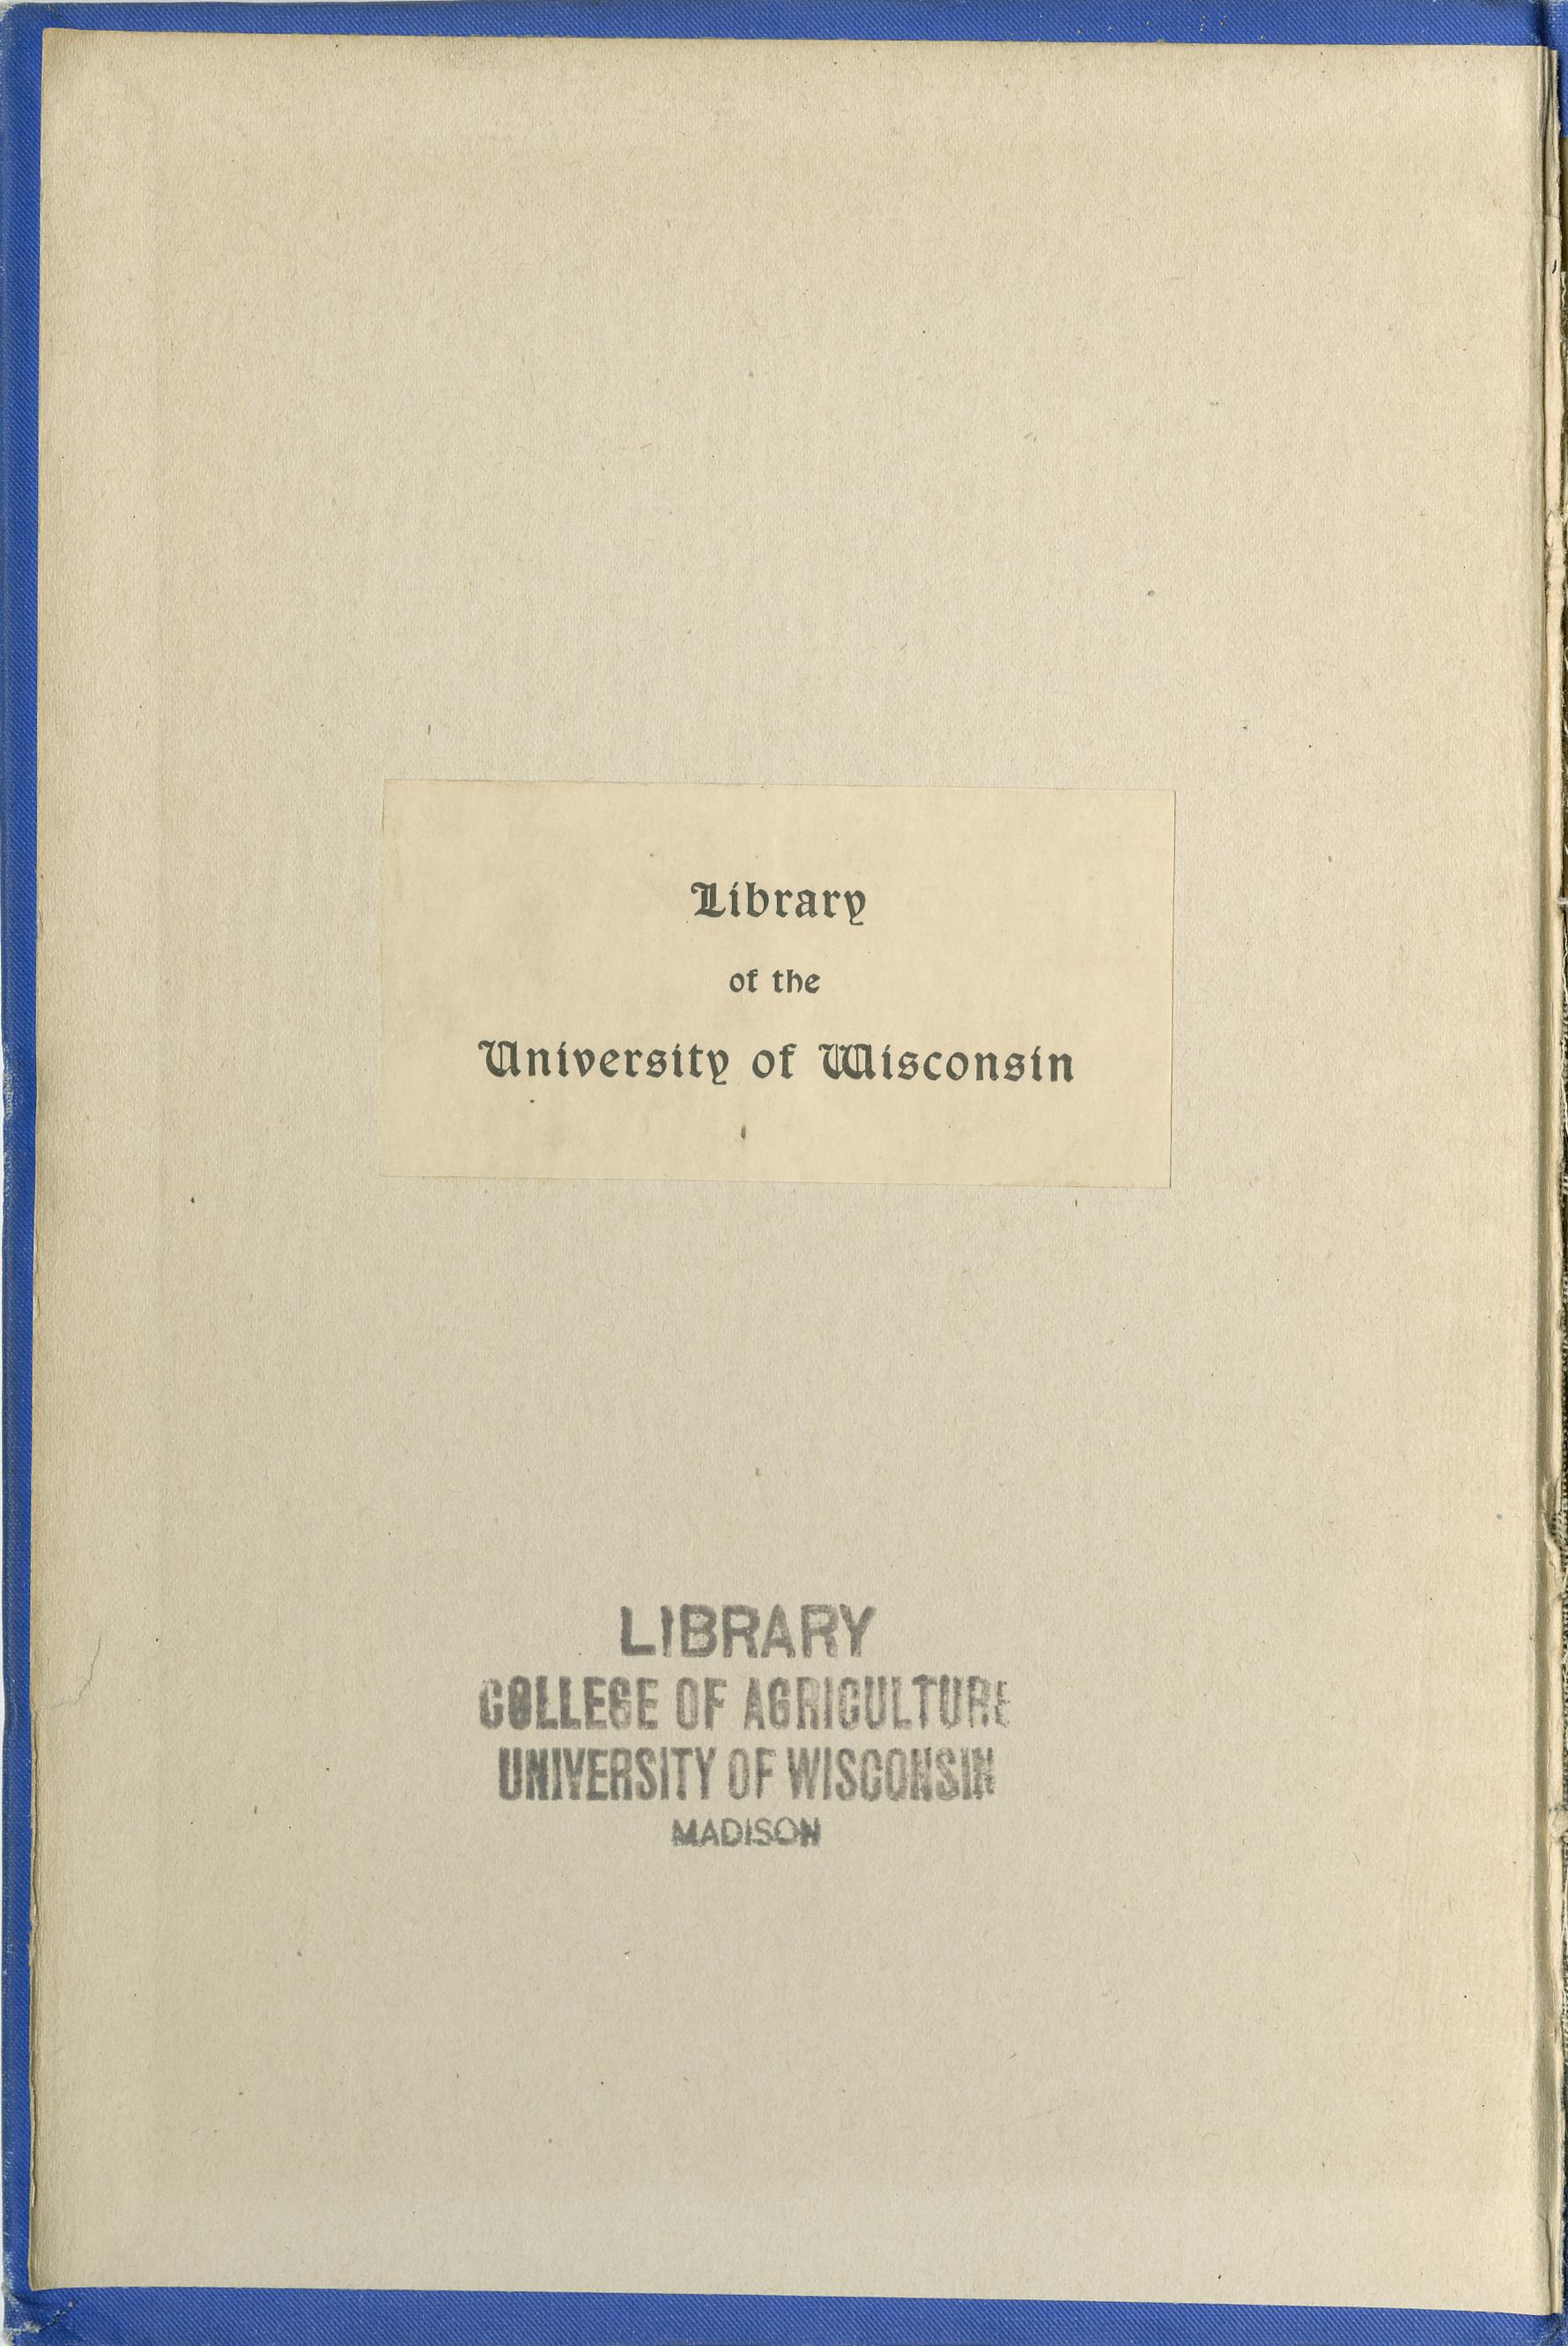 Library
of the
University of Wisconsin
LIBRARY
COLLEGE OF AGRICULTURE
UNIVERSITY OF WISCONSIN
MADISON